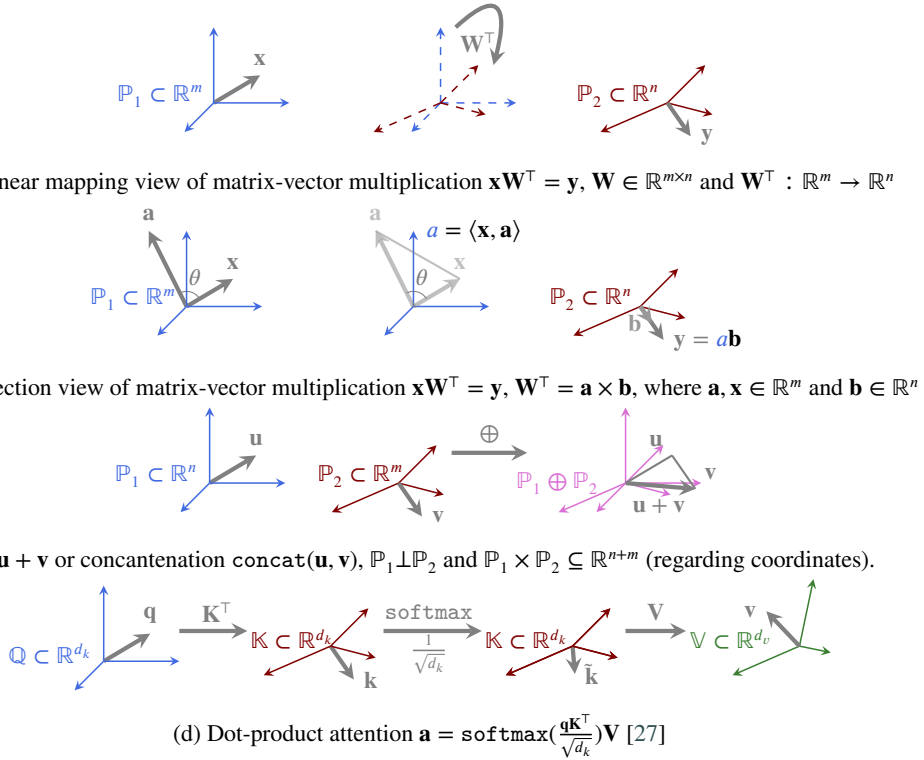 x
W⊤
ℙ1 ⊂ ℝm
ℙ2 ⊂ ℝn
y
near mapping view of matrix-vector multiplication xW⊤ = y, W ∈ ℝm×n and W⊤ : ℝm → ℝn
a
x
θ
ℙ1 ⊂ ℝm
a
a = ⟨x, a⟩
x
θ
ℙ2 ⊂ ℝn
b
y = ab
ection view of matrix-vector multiplication xW⊤ = y, W⊤ = a × b, where a, x ∈ ℝm and b ∈ ℝn
u
ℙ1 ⊂ ℝn
ℙ2 ⊂ ℝm
v
⊕
u
ℙ1 ⊕ ℙ2
v
u + v
u + v or concantenation concat(u, v), ℙ1⊥ℙ2 and ℙ1 × ℙ2 ⊆ ℝn+m (regarding coordinates).
q
ℚ ⊂ ℝdk
K⊤
𝕂 ⊂ ℝdk
k
softmax
1/√dk
𝕂 ⊂ ℝdk
k̃
V
v
𝕍 ⊂ ℝdv
(d) Dot-product attention a = softmax(qK⊤/√dk)V [27]